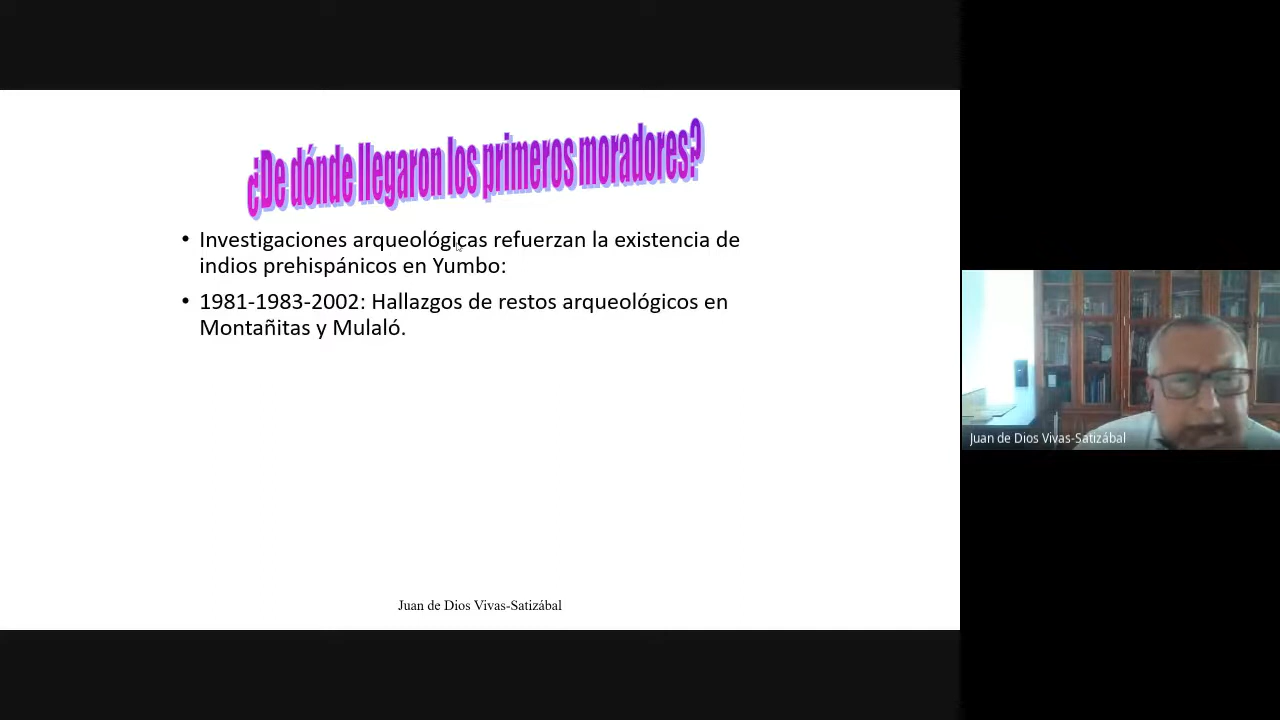 ¿De dónde llegaron los primeros moradores?
• Investigaciones arqueológicas refuerzan la existencia de
indios prehispánicos en Yumbo:
• 1981-1983-2002: Hallazgos de restos arqueológicos en
Montañitas y Mulaló.
Juan de Dios Vivas-Satizábal
Juan de Dios Vivas-Satizábal